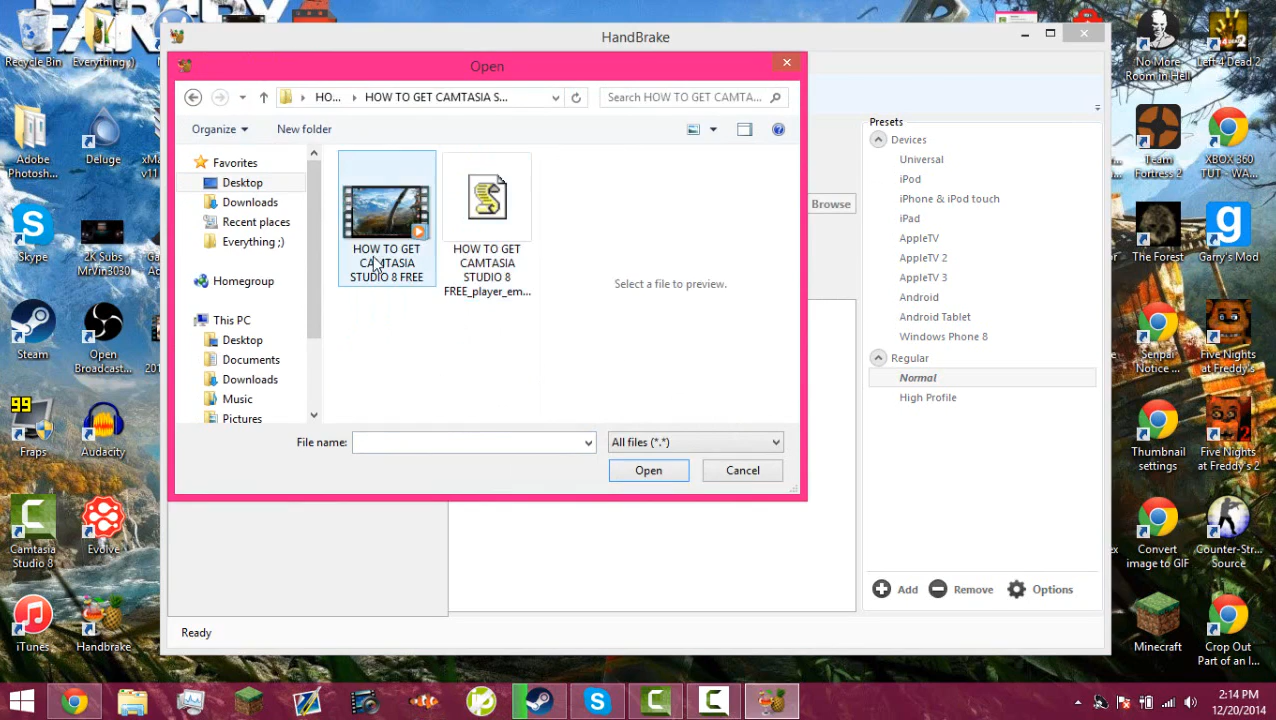 HandBrake
Open
HO...
HOW TO GET CAMTASIA S...
Search HOW TO GET CAMTA...
Organize
New folder
Favorites
Desktop
Downloads
Recent places
Everything ;)
Homegroup
This PC
Desktop
Documents
Downloads
Music
Pictures
HOW TO GET
CAMTASIA
STUDIO 8 FREE
HOW TO GET
CAMTASIA
STUDIO 8
FREE_player_em...
Select a file to preview.
File name:
All files (*.*)
Open
Cancel
Browse
Presets
Devices
Universal
iPod
iPhone & iPod touch
iPad
AppleTV
AppleTV 2
AppleTV 3
Android
Android Tablet
Windows Phone 8
Regular
Normal
High Profile
Add
Remove
Options
Ready
Recycle Bin
Everything ;)
Adobe
Photosh...
Deluge
Skype
2K Subs
MrVin3030
Steam
Open
Broadcast...
99
Fraps
Audacity
Camtasia
Studio 8
Evolve
iTunes
Handbrake
No More
Room in Hell
Left 4 Dead 2
Team
Fortress 2
XBOX 360
TUT - WA...
The Forest
Garry's Mod
Senpai
Notice ...
Five Nights
at Freddy's
Thumbnail
settings
Five Nights
at Freddy's 2
Convert
image to GIF
Counter-Str...
Source
Minecraft
Crop Out
Part of an I...
2:14 PM
12/20/2014